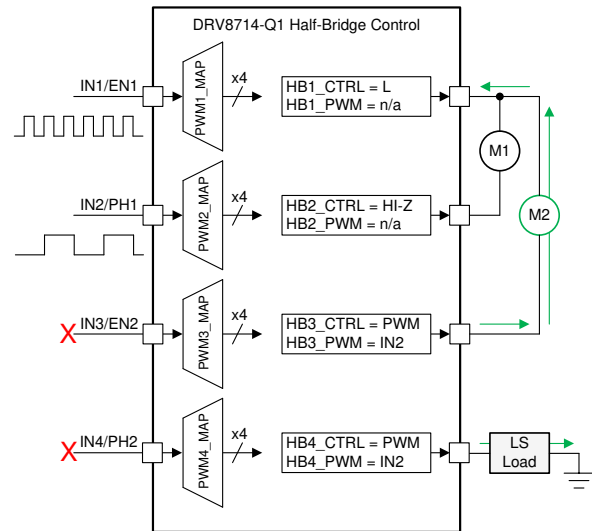 DRV8714-Q1 Half-Bridge Control
IN1/EN1
PWM1_MAP
x4
HB1_CTRL = L
HB1_PWM = n/a
M1
IN2/PH1
PWM2_MAP
x4
HB2_CTRL = HI-Z
HB2_PWM = n/a
M2
X
IN3/EN2
PWM3_MAP
x4
HB3_CTRL = PWM
HB3_PWM = IN2
X
IN4/PH2
PWM4_MAP
x4
HB4_CTRL = PWM
HB4_PWM = IN2
LS
Load